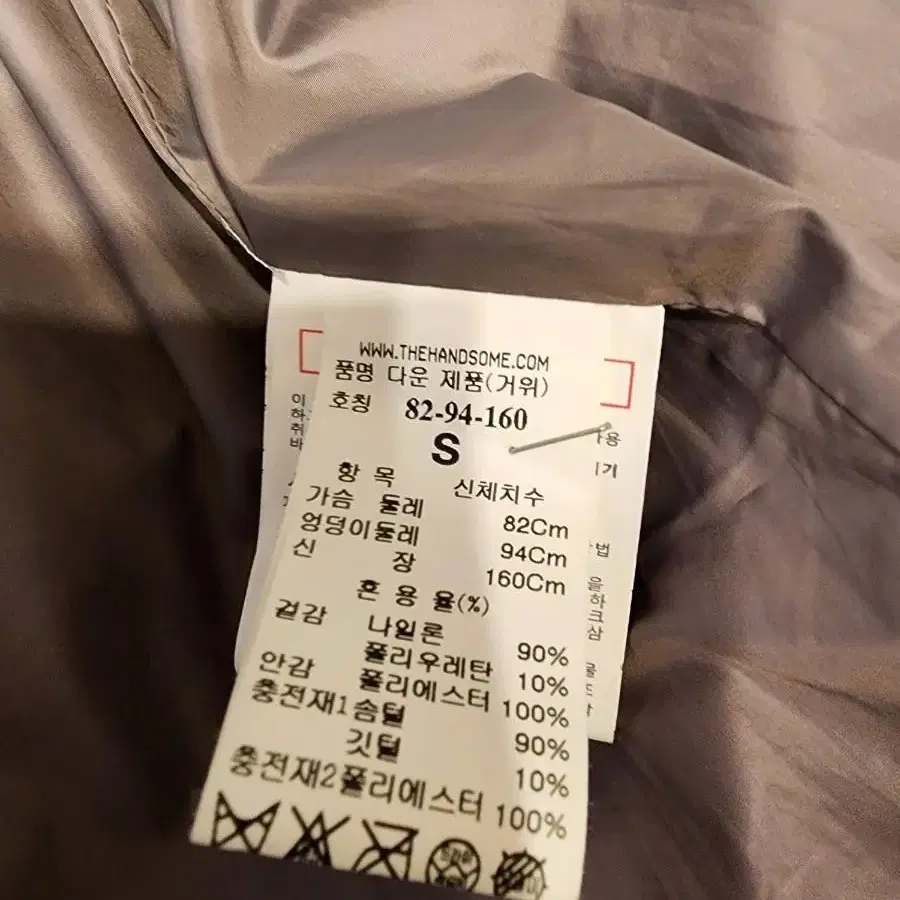 WWW.THEHANDSOME.COM
품명 다운 제품(거위)
호칭 82-94-160
S
항 목 신체치수
가슴 둘레 82Cm
엉덩이둘레 94Cm
신 장 160Cm
혼 용 율(%)
겉감 나일론 90%
폴리우레탄 10%
안감 폴리에스터 100%
충전재1 솜털 90%
깃털 10%
충전재2 폴리에스터 100%